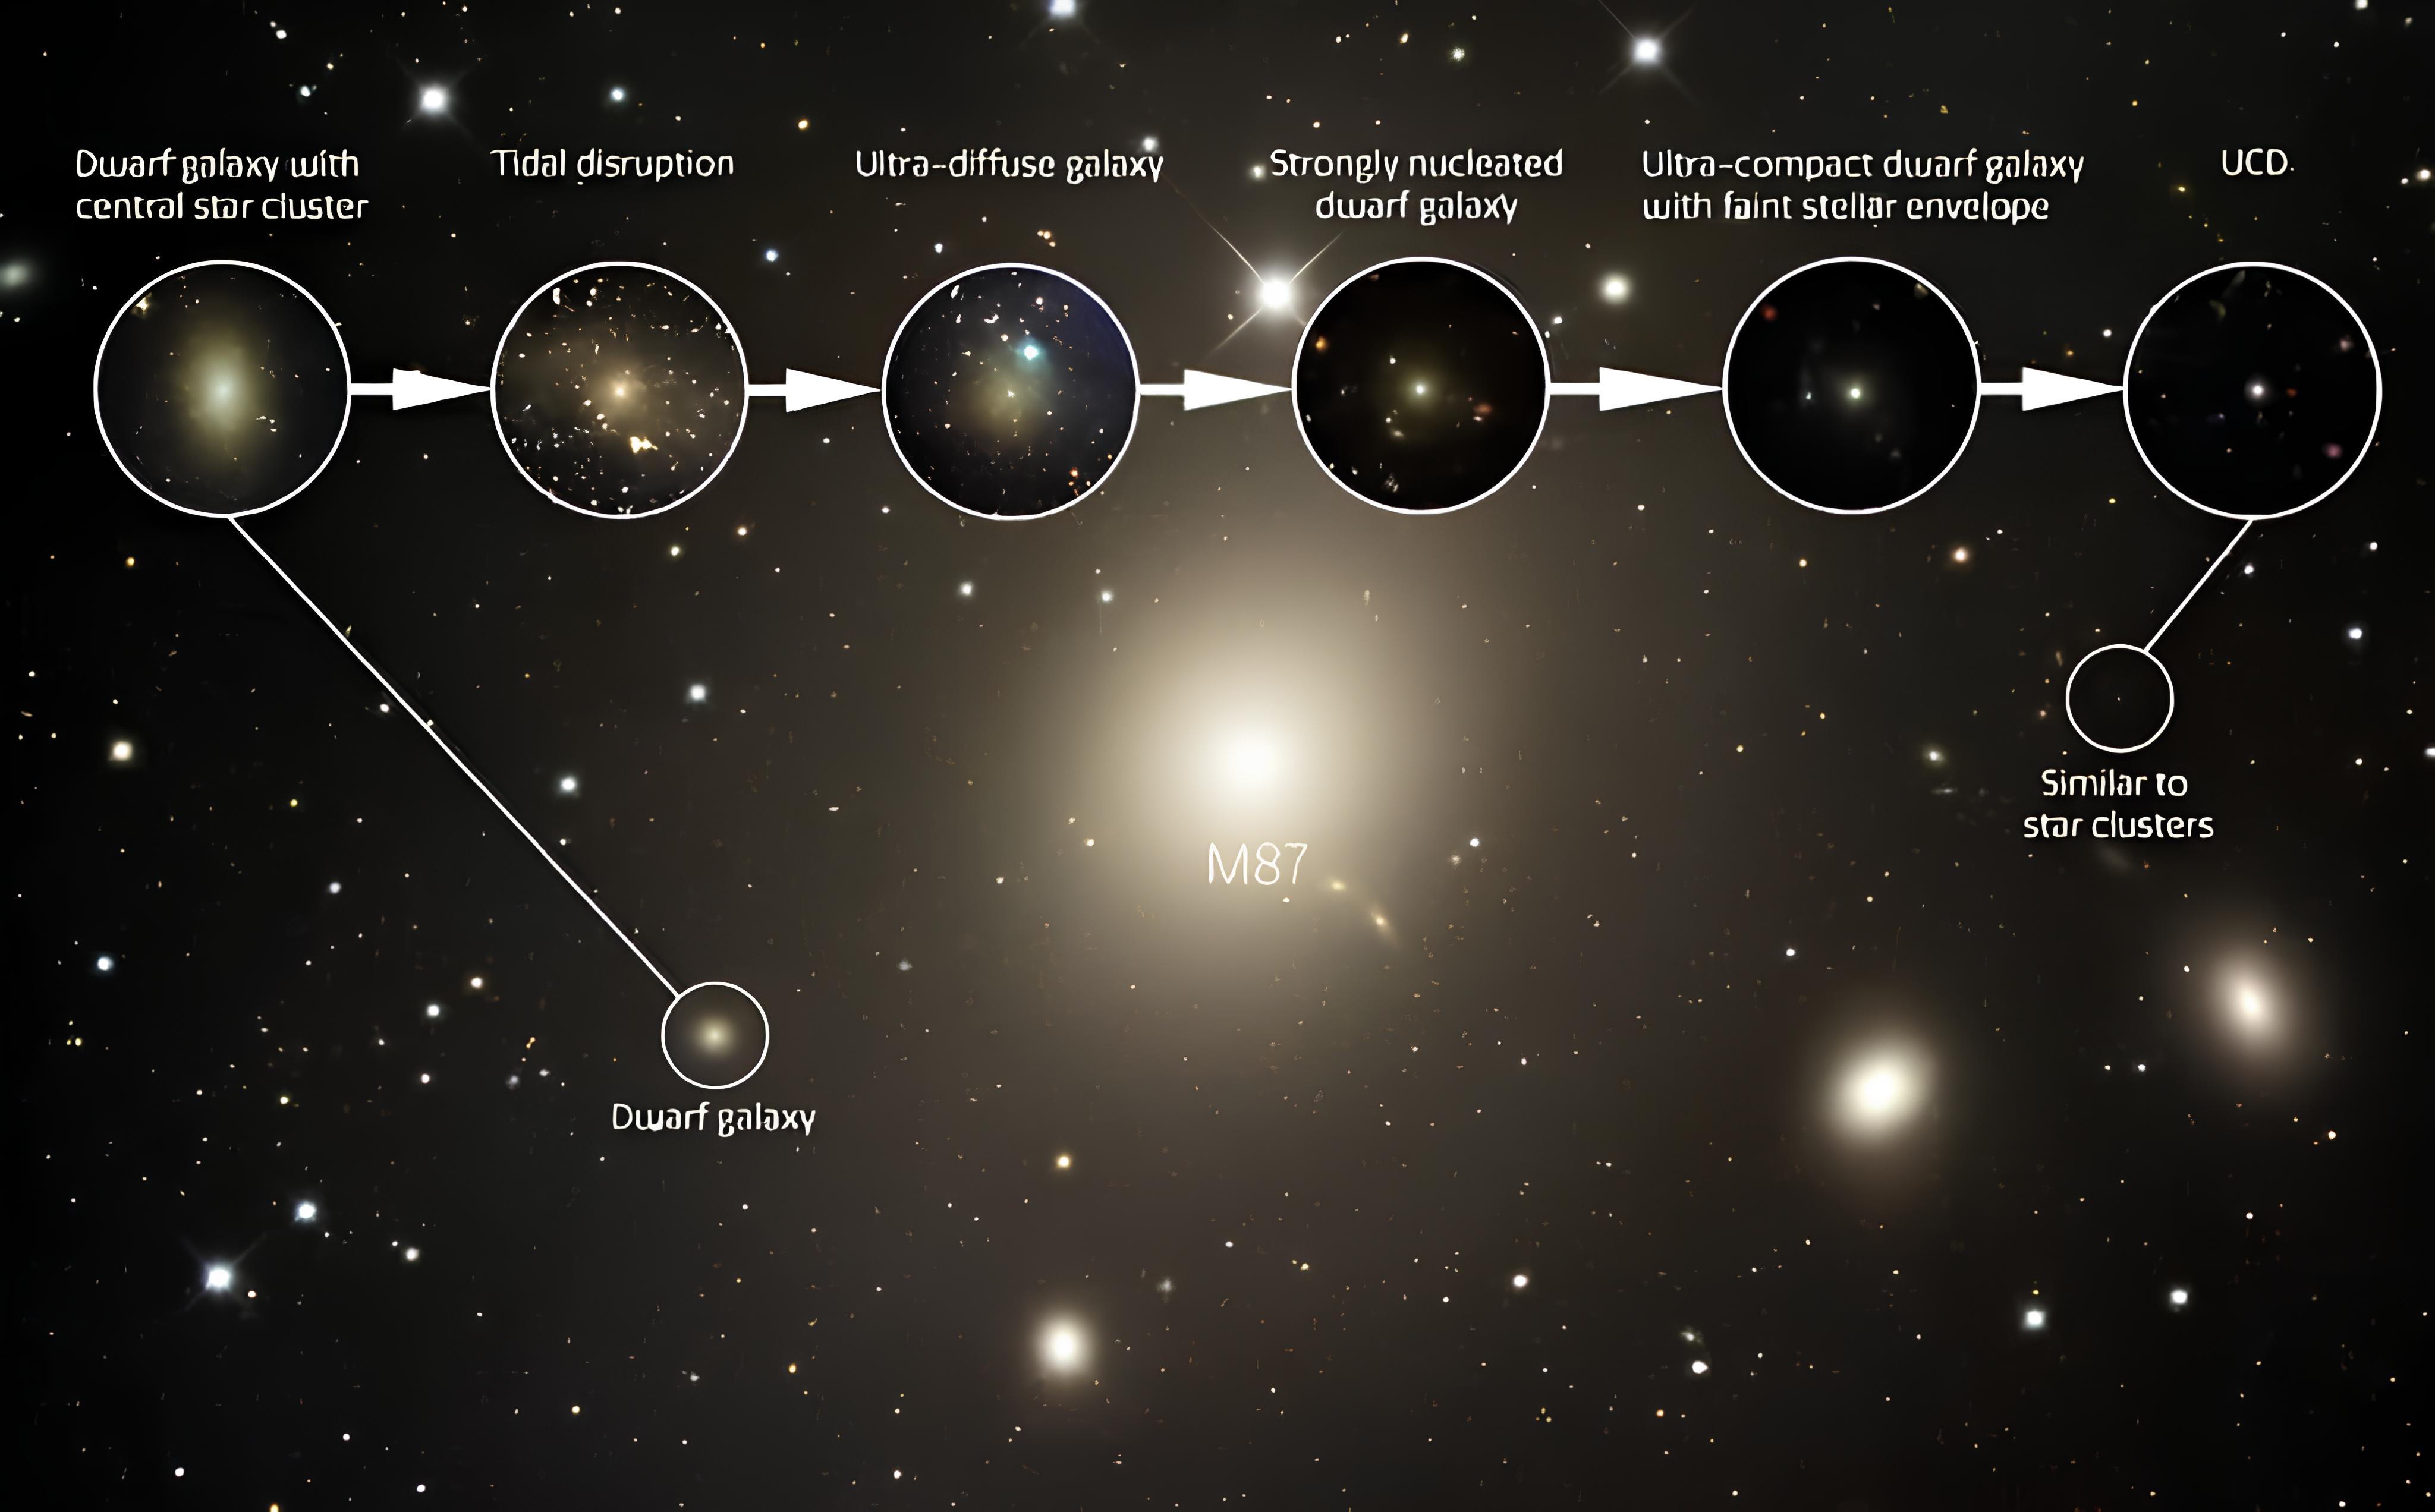 Dwarf galaxy with
central star cluster
Tidal disruption
Ultra-diffuse galaxy
Strongly nucleated
dwarf galaxy
Ultra-compact dwarf galaxy
with faint stellar envelope
UCD.
Similar to
star clusters
M87
Dwarf galaxy